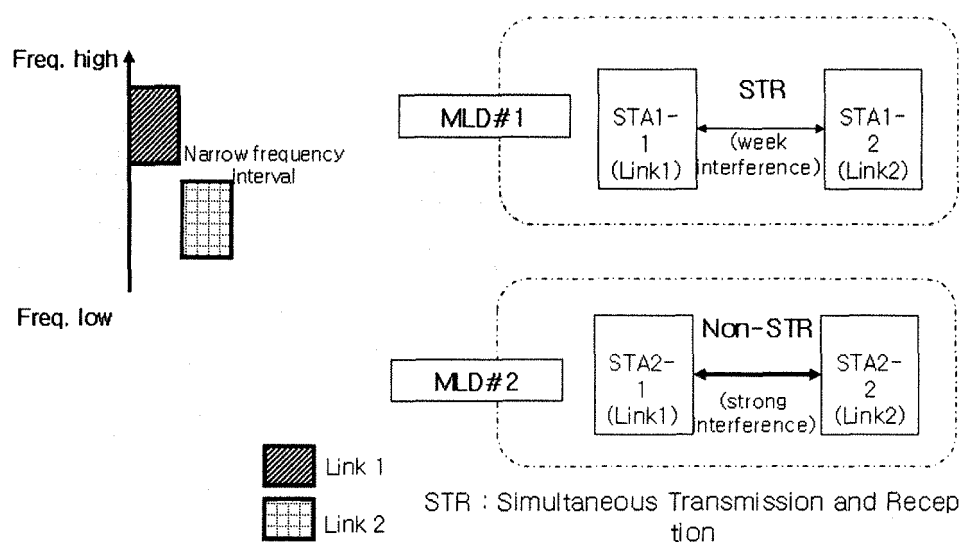 Freq. high
Narrow frequency
interval
Freq. low
Link 1
Link 2
MLD#1
STA1-
1
(Link1)
STR
(week
interference)
STA1-
2
(Link2)
MLD#2
STA2-
1
(Link1)
Non-STR
(strong
interference)
STA2-
2
(Link2)
STR : Simultaneous Transmission and Recep
tion